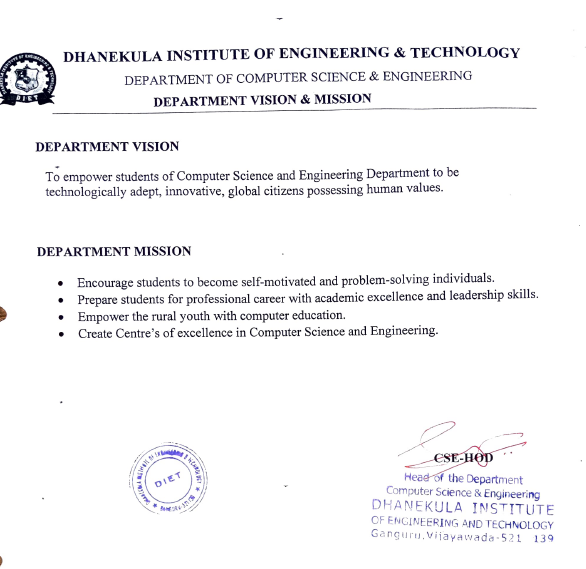 DHANEKULA INSTITUTE OF ENGINEERING & TECHNOLOGY
DEPARTMENT OF COMPUTER SCIENCE & ENGINEERING
DEPARTMENT VISION & MISSION
DIET
DEPARTMENT VISION
To empower students of Computer Science and Engineering Department to be
technologically adept, innovative, global citizens possessing human values.
DEPARTMENT MISSION
• Encourage students to become self-motivated and problem-solving individuals.
• Prepare students for professional career with academic excellence and leadership skills.
• Empower the rural youth with computer education.
• Create Centre's of excellence in Computer Science and Engineering.
DIET
CSE-HOD
Head of the Department
Computer Science & Engineering
DHANEKULA INSTITUTE
OF ENGINEERING AND TECHNOLOGY
Ganguru, Vijayawada-521 139